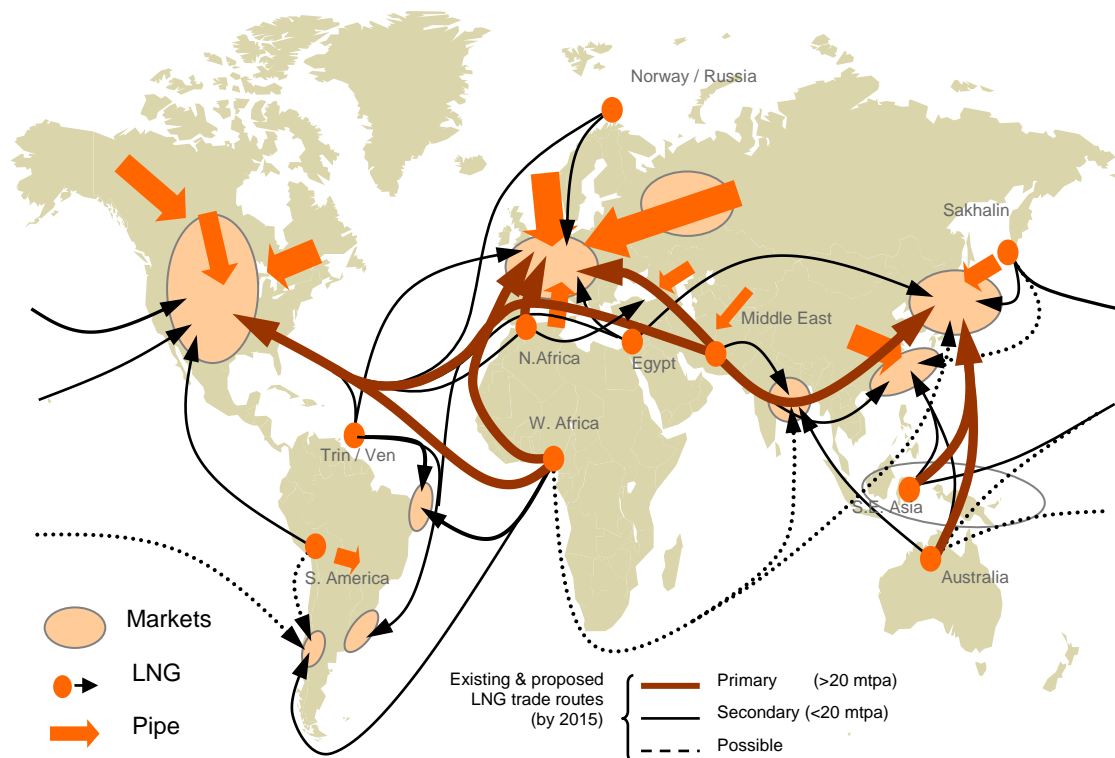 Norway / Russia
Sakhalin
Middle East
N.Africa
Egypt
W. Africa
Trin / Ven
S.E. Asia
S. America
Australia
Markets
LNG
Pipe
Existing & proposed
LNG trade routes
(by 2015)
Primary (>20 mtpa)
Secondary (<20 mtpa)
Possible